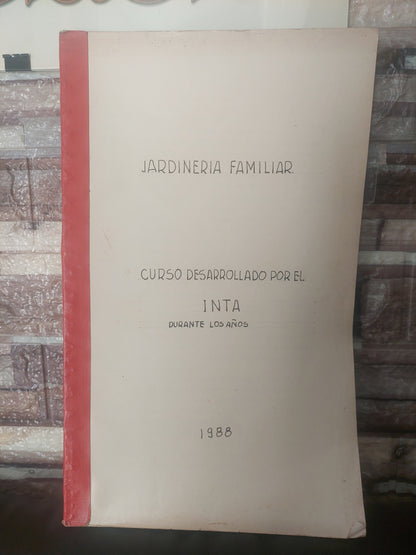 JARDINERIA FAMILIAR.
CURSO DESARROLLADO POR EL
INTA
DURANTE LOS AÑOS
1988